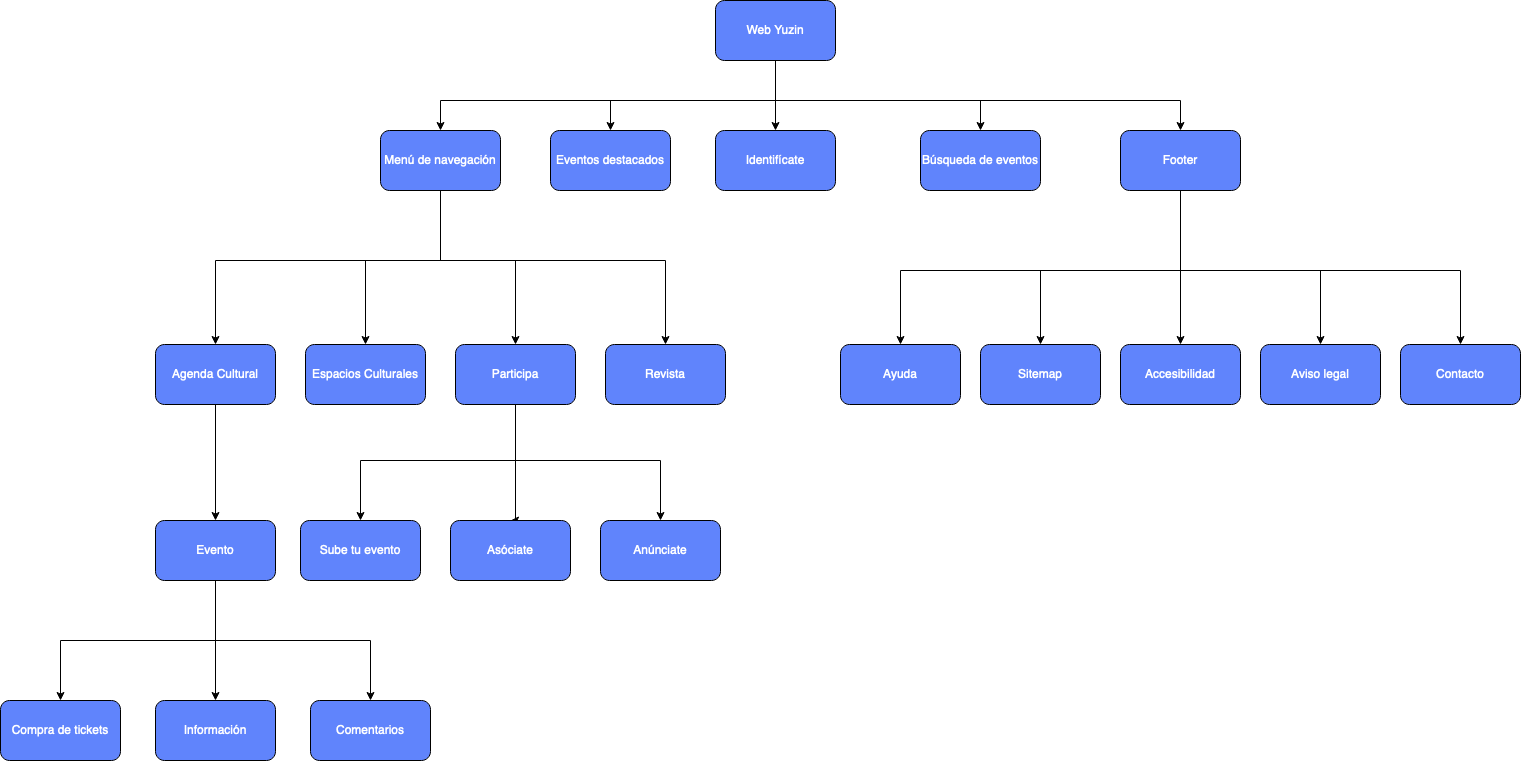 Web Yuzin
Menú de navegación
Eventos destacados
Identifícate
Búsqueda de eventos
Footer
Agenda Cultural
Espacios Culturales
Participa
Revista
Ayuda
Sitemap
Accesibilidad
Aviso legal
Contacto
Evento
Sube tu evento
Asóciate
Anúnciate
Compra de tickets
Información
Comentarios